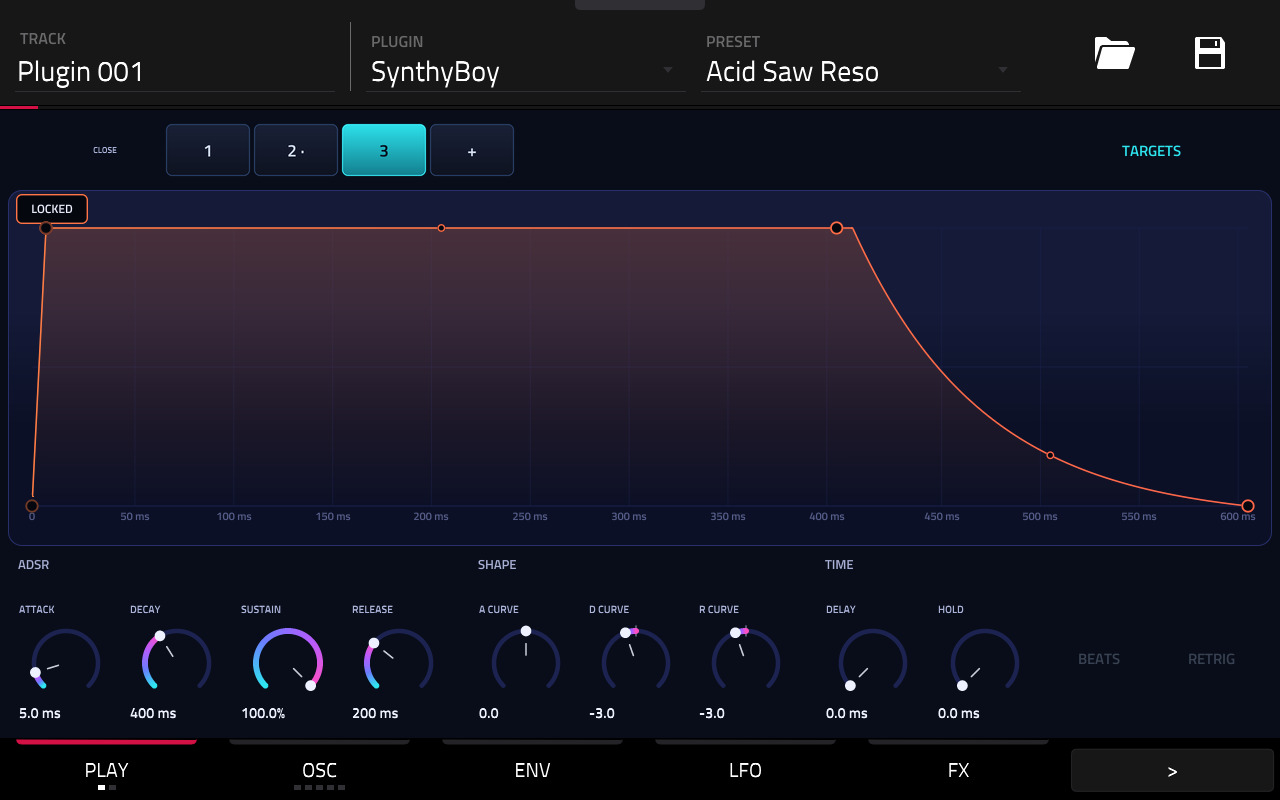 TRACK
Plugin 001
PLUGIN
SynthyBoy
PRESET
Acid Saw Reso
CLOSE
1
2 ·
3
+
TARGETS
LOCKED
0
50 ms
100 ms
150 ms
200 ms
250 ms
300 ms
350 ms
400 ms
450 ms
500 ms
550 ms
600 ms
ADSR
SHAPE
TIME
ATTACK
DECAY
SUSTAIN
RELEASE
A CURVE
D CURVE
R CURVE
DELAY
HOLD
BEATS
RETRIG
5.0 ms
400 ms
100.0%
200 ms
0.0
-3.0
-3.0
0.0 ms
0.0 ms
PLAY
OSC
ENV
LFO
FX
>